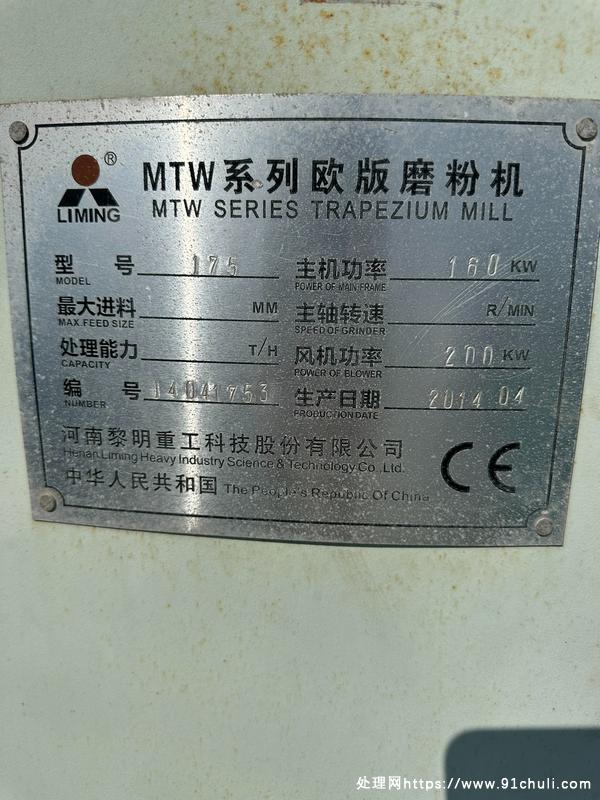 ®
LIMING
MTW系列欧版磨粉机
MTW SERIES TRAPEZIUM MILL
型号 175 主机功率 160 KW
MODEL POWER OF MAIN FRAME
最大进料 MM 主轴转速 R/MIN
MAX.FEED SIZE SPEED OF GRINDER
处理能力 T/H 风机功率 200 KW
CAPACITY POWER OF BLOWER
编号 14041753 生产日期 2014 04
NUMBER PRODUCTION DATE
河南黎明重工科技股份有限公司
Henan Liming Heavy Industry Science & Technology Co.,Ltd.
中华人民共和国 The People's Republic Of China
CE
处理网https://www.91chuli.com